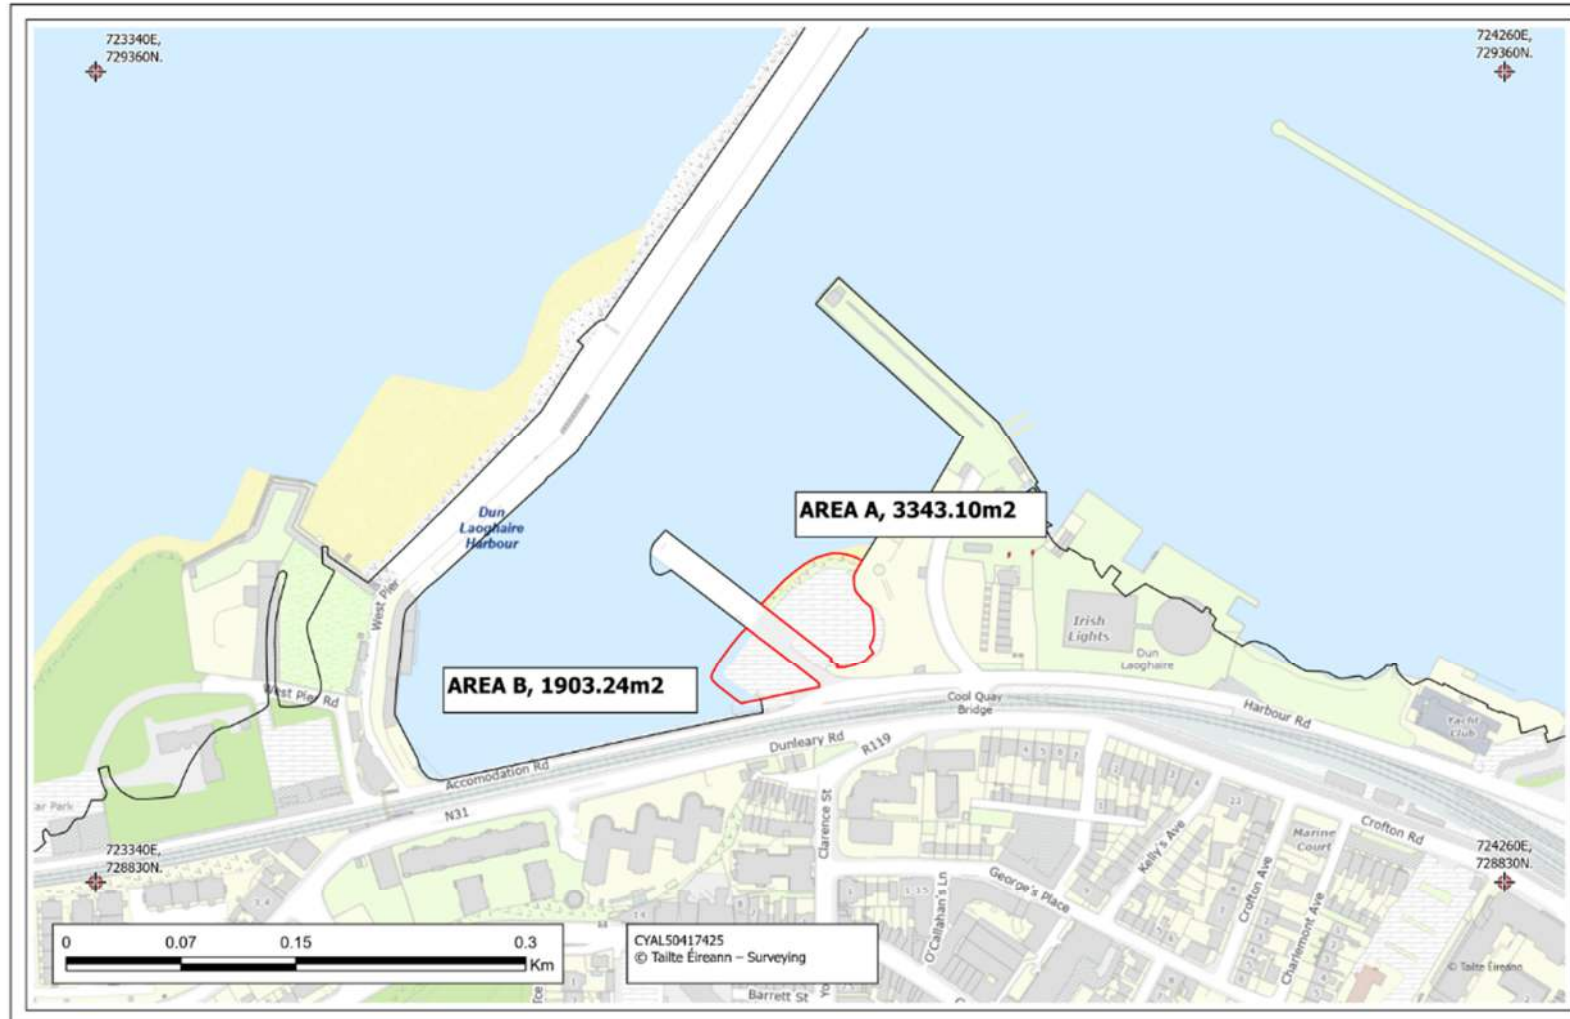 723340E,
729360N.
724260E,
729360N.
AREA A, 3343.10m2
Dun
Laoghaire
Harbour
West Pier
Irish
Lights
Dun
Laoghaire
AREA B, 1903.24m2
West Pier Rd
Cool Quay
Bridge
Harbour Rd
Yacht
Club
Dunleary Rd
R119
Accomodation Rd
Car Park
N31
Clarence St
Kelly's Ave
Marine
Court
Crofton Rd
723340E,
728830N.
724260E,
728830N.
George's Place
O'Callahan's Ln
Crofton Ave
Charlemont Ave
0 0.07 0.15 0.3
Km
CYAL50417425
© Tailte Éireann – Surveying
© Tailte Éireann
Barrett St